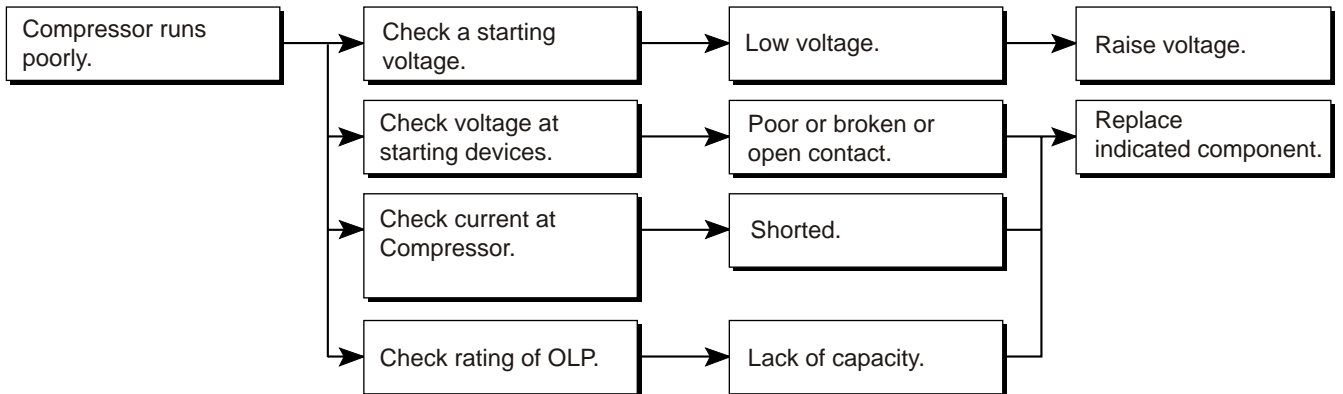 Compressor runs
poorly.
Check a starting
voltage.
Low voltage.
Raise voltage.
Check voltage at
starting devices.
Poor or broken or
open contact.
Replace
indicated component.
Check current at
Compressor.
Shorted.
Check rating of OLP.
Lack of capacity.